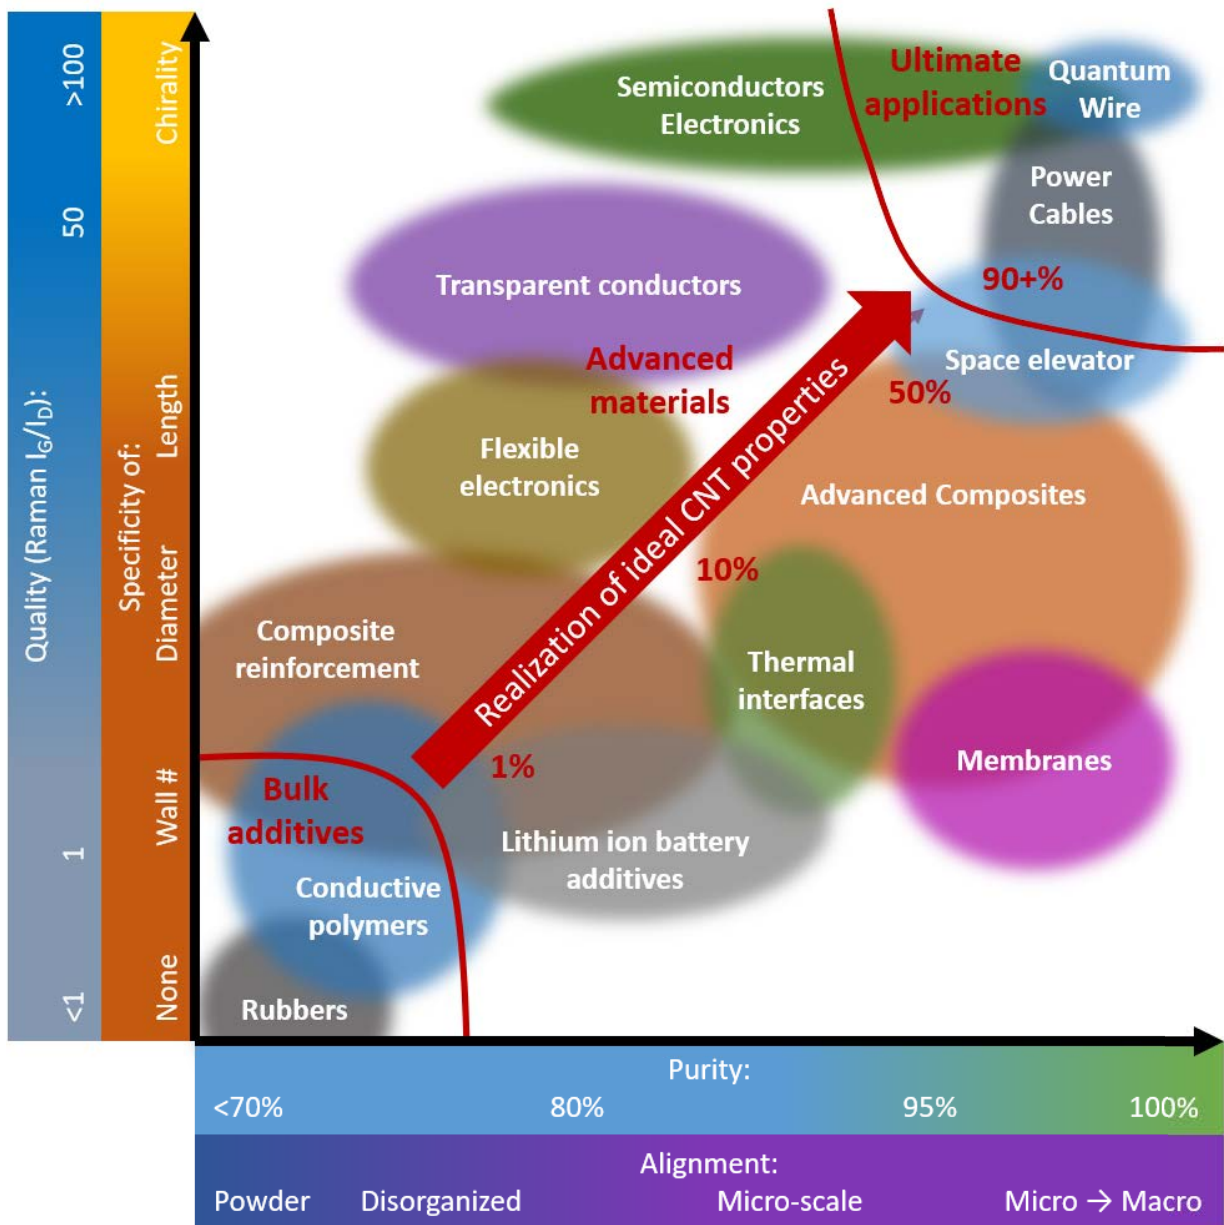 Quality (Raman I_G/I_D):
>100
50
1
<1
Specificity of:
Chirality
Length
Diameter
Wall #
None
Ultimate
applications
Quantum
Wire
Semiconductors
Electronics
Power
Cables
Transparent conductors
90+%
Space elevator
Advanced
materials
50%
Flexible
electronics
Realization of ideal CNT properties
Advanced Composites
10%
Composite
reinforcement
Thermal
interfaces
1%
Membranes
Bulk
additives
Lithium ion battery
additives
Conductive
polymers
Rubbers
Purity:
<70% 80% 95% 100%
Alignment:
Powder Disorganized Micro-scale Micro → Macro